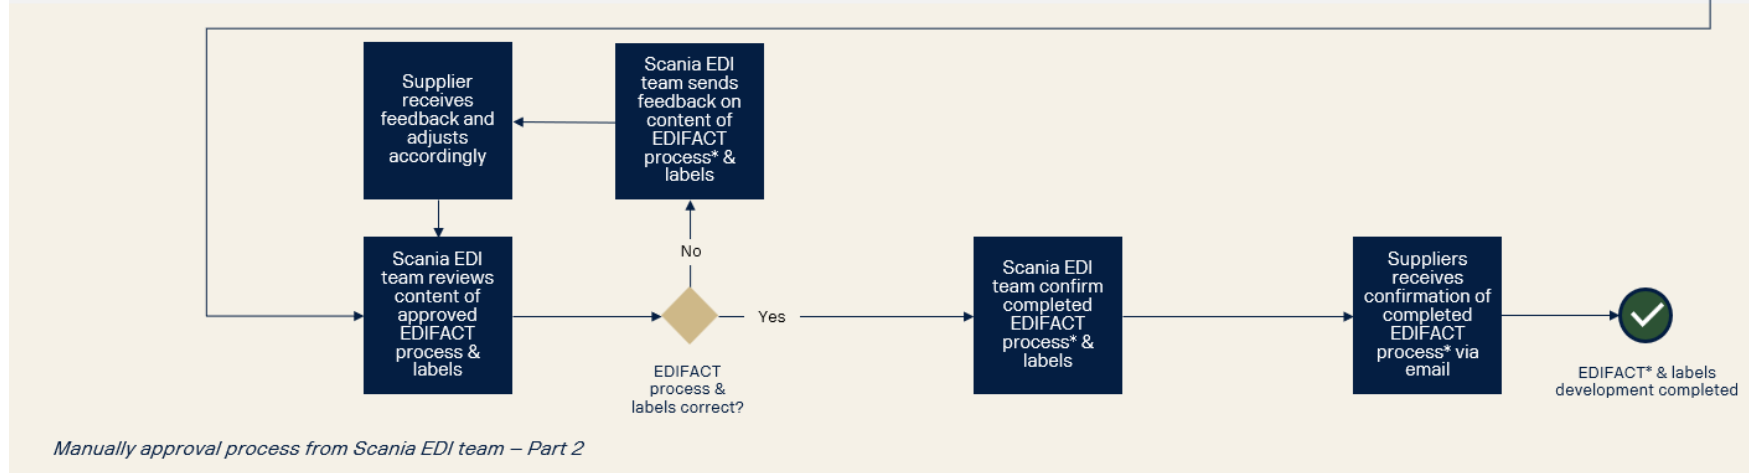 Supplier
receives
feedback and
adjusts
accordingly
Scania EDI
team sends
feedback on
content of
EDIFACT
process* &
labels
No
Scania EDI
team reviews
content of
approved
EDIFACT
process &
labels
EDIFACT
process &
labels correct?
Yes
Scania EDI
team confirm
completed
EDIFACT
process* &
labels
Suppliers
receives
confirmation of
completed
EDIFACT
process* via
email
EDIFACT* & labels
development completed
Manually approval process from Scania EDI team – Part 2